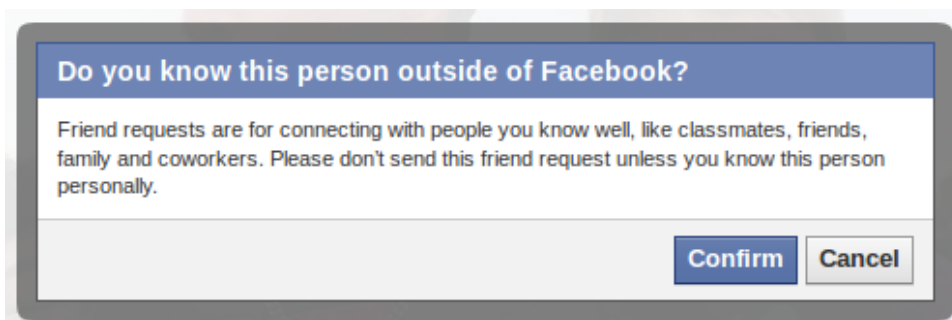 Do you know this person outside of Facebook?
Friend requests are for connecting with people you know well, like classmates, friends,
family and coworkers. Please don't send this friend request unless you know this person
personally.
Confirm Cancel